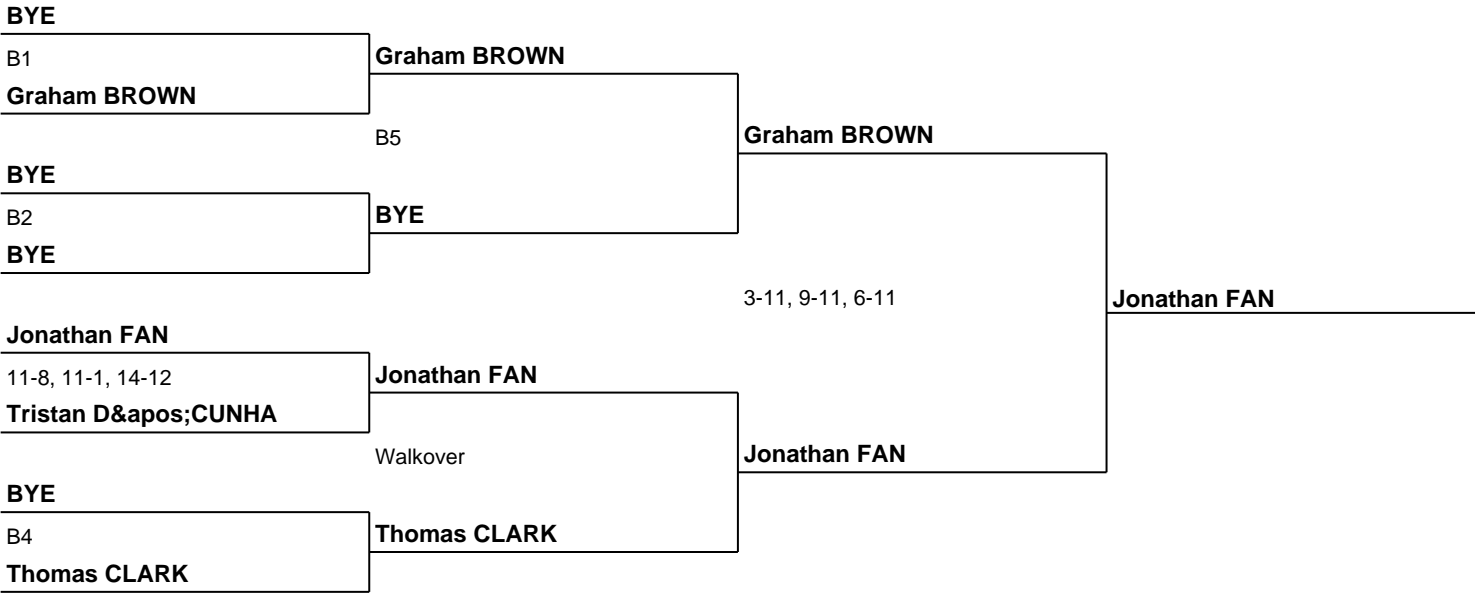 BYE
B1
Graham BROWN
Graham BROWN
B5
Graham BROWN
BYE
B2
BYE
BYE
3-11, 9-11, 6-11
Jonathan FAN
Jonathan FAN
11-8, 11-1, 14-12
Tristan D&apos;CUNHA
Jonathan FAN
Walkover
Jonathan FAN
BYE
B4
Thomas CLARK
Thomas CLARK